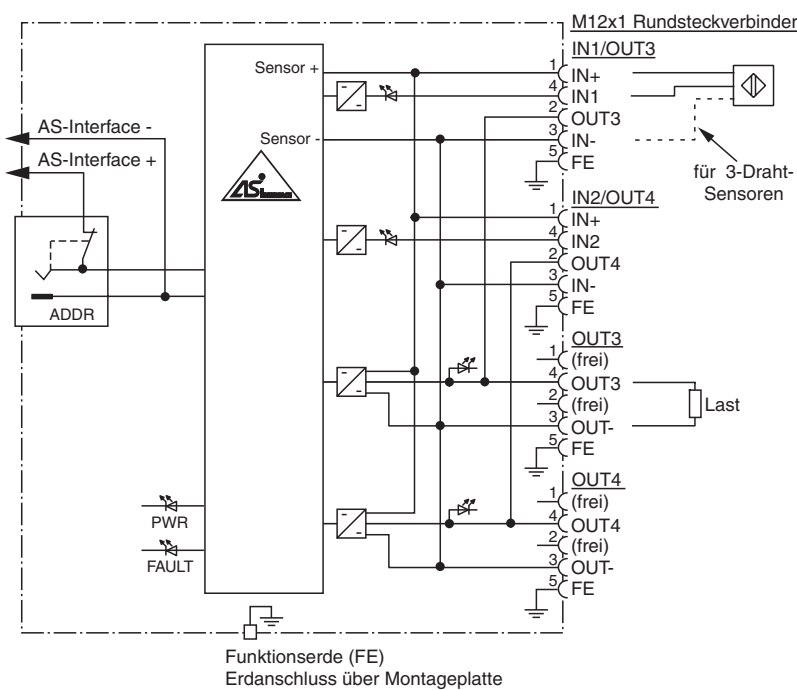 M12x1 Rundsteckverbinder
IN1/OUT3
Sensor +
1 IN+
4 IN1
2 OUT3
AS-Interface -
Sensor -
3 IN-
AS-Interface +
5 FE
für 3-Draht-
Sensoren
AS
IN2/OUT4
1 IN+
4 IN2
2 OUT4
3 IN-
5 FE
ADDR
OUT3
1 (frei)
4 OUT3
2 (frei)
Last
3 OUT-
5 FE
OUT4
1 (frei)
PWR
4 OUT4
2 (frei)
FAULT
3 OUT-
5 FE
Funktionserde (FE)
Erdanschluss über Montageplatte